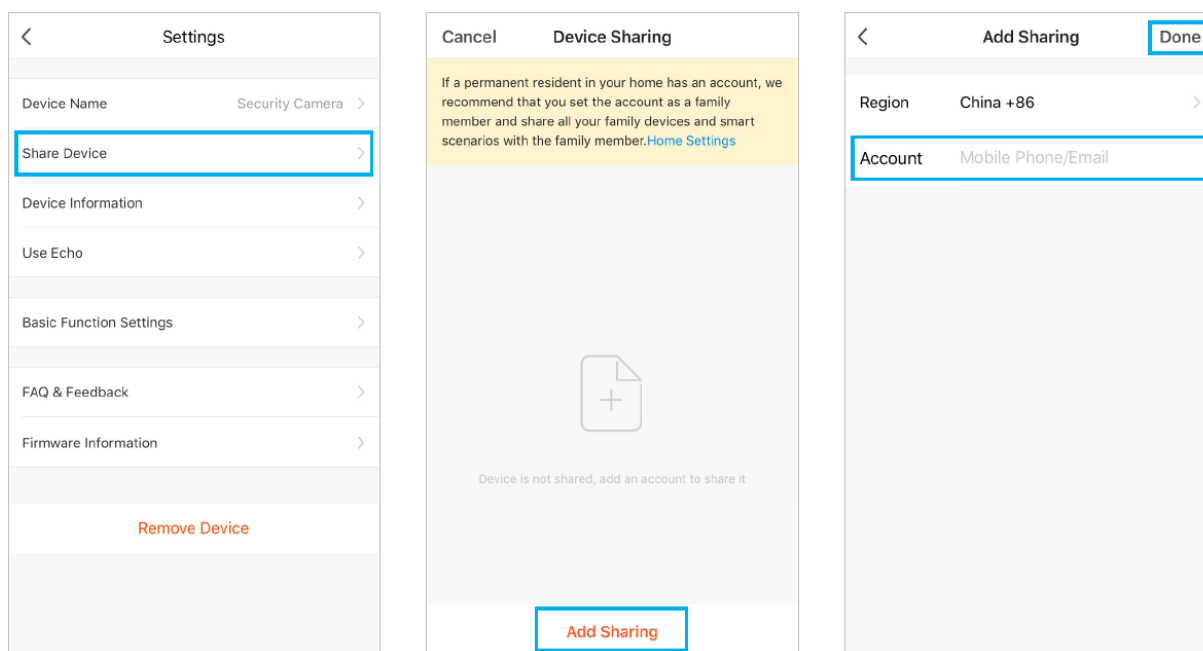 Settings
Device Name Security Camera
Share Device
Device Information
Use Echo
Basic Function Settings
FAQ & Feedback
Firmware Information
Remove Device
Cancel Device Sharing
If a permanent resident in your home has an account, we
recommend that you set the account as a family
member and share all your family devices and smart
scenarios with the family member.Home Settings
Device is not shared, add an account to share it
Add Sharing
Add Sharing Done
Region China +86
Account Mobile Phone/Email